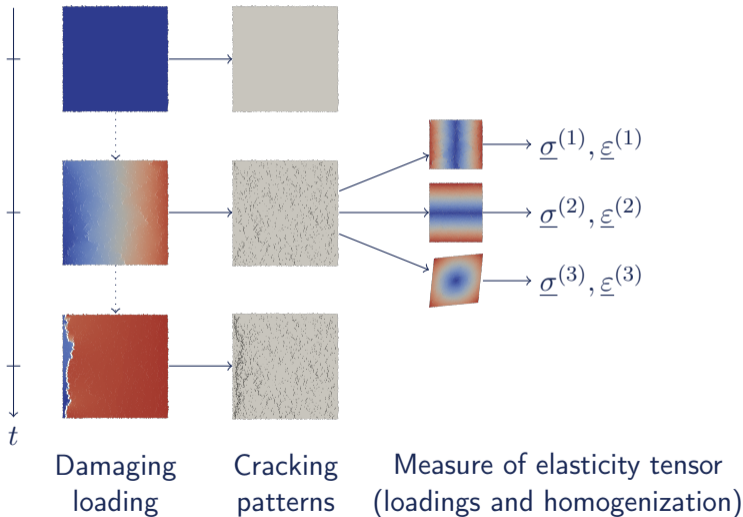 σ^(1), ε^(1)
σ^(2), ε^(2)
σ^(3), ε^(3)
t
Damaging loading
Cracking patterns
Measure of elasticity tensor
(loadings and homogenization)